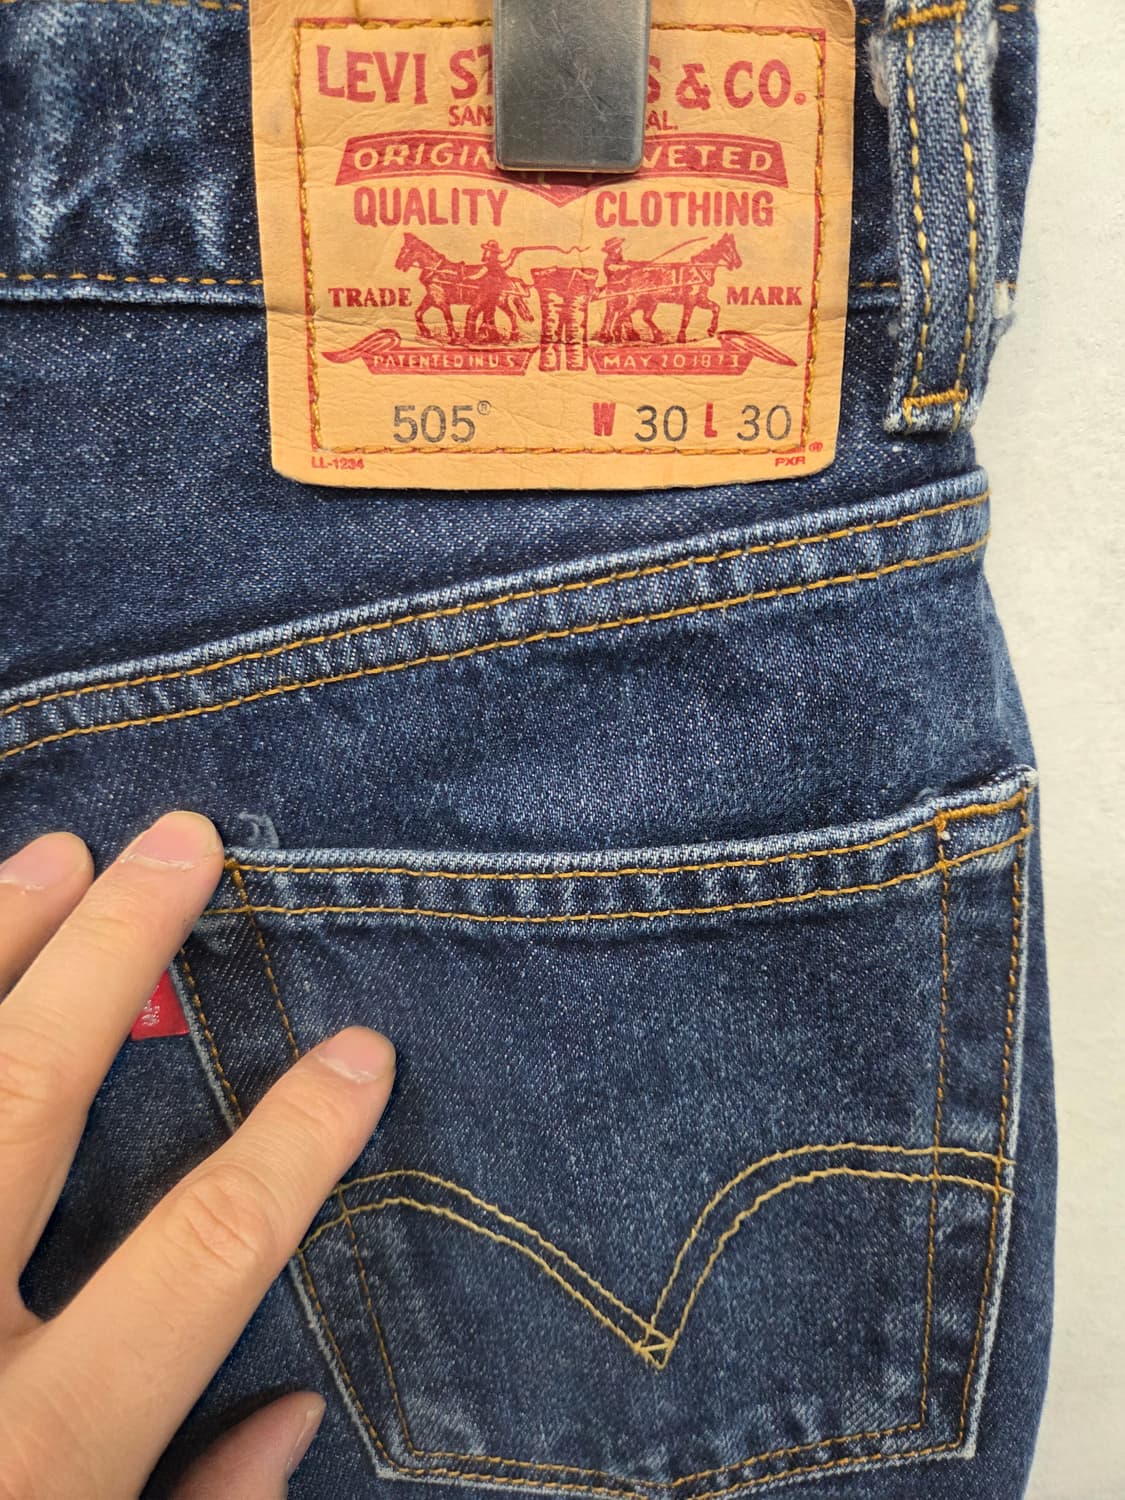 LEVI ST S & CO.
SAN AL.
ORIGIN VETED
QUALITY CLOTHING
TRADE MARK
PATENTED IN U.S. MAY 20 1873
505® W 30 L 30
LL-1234 PXR ®